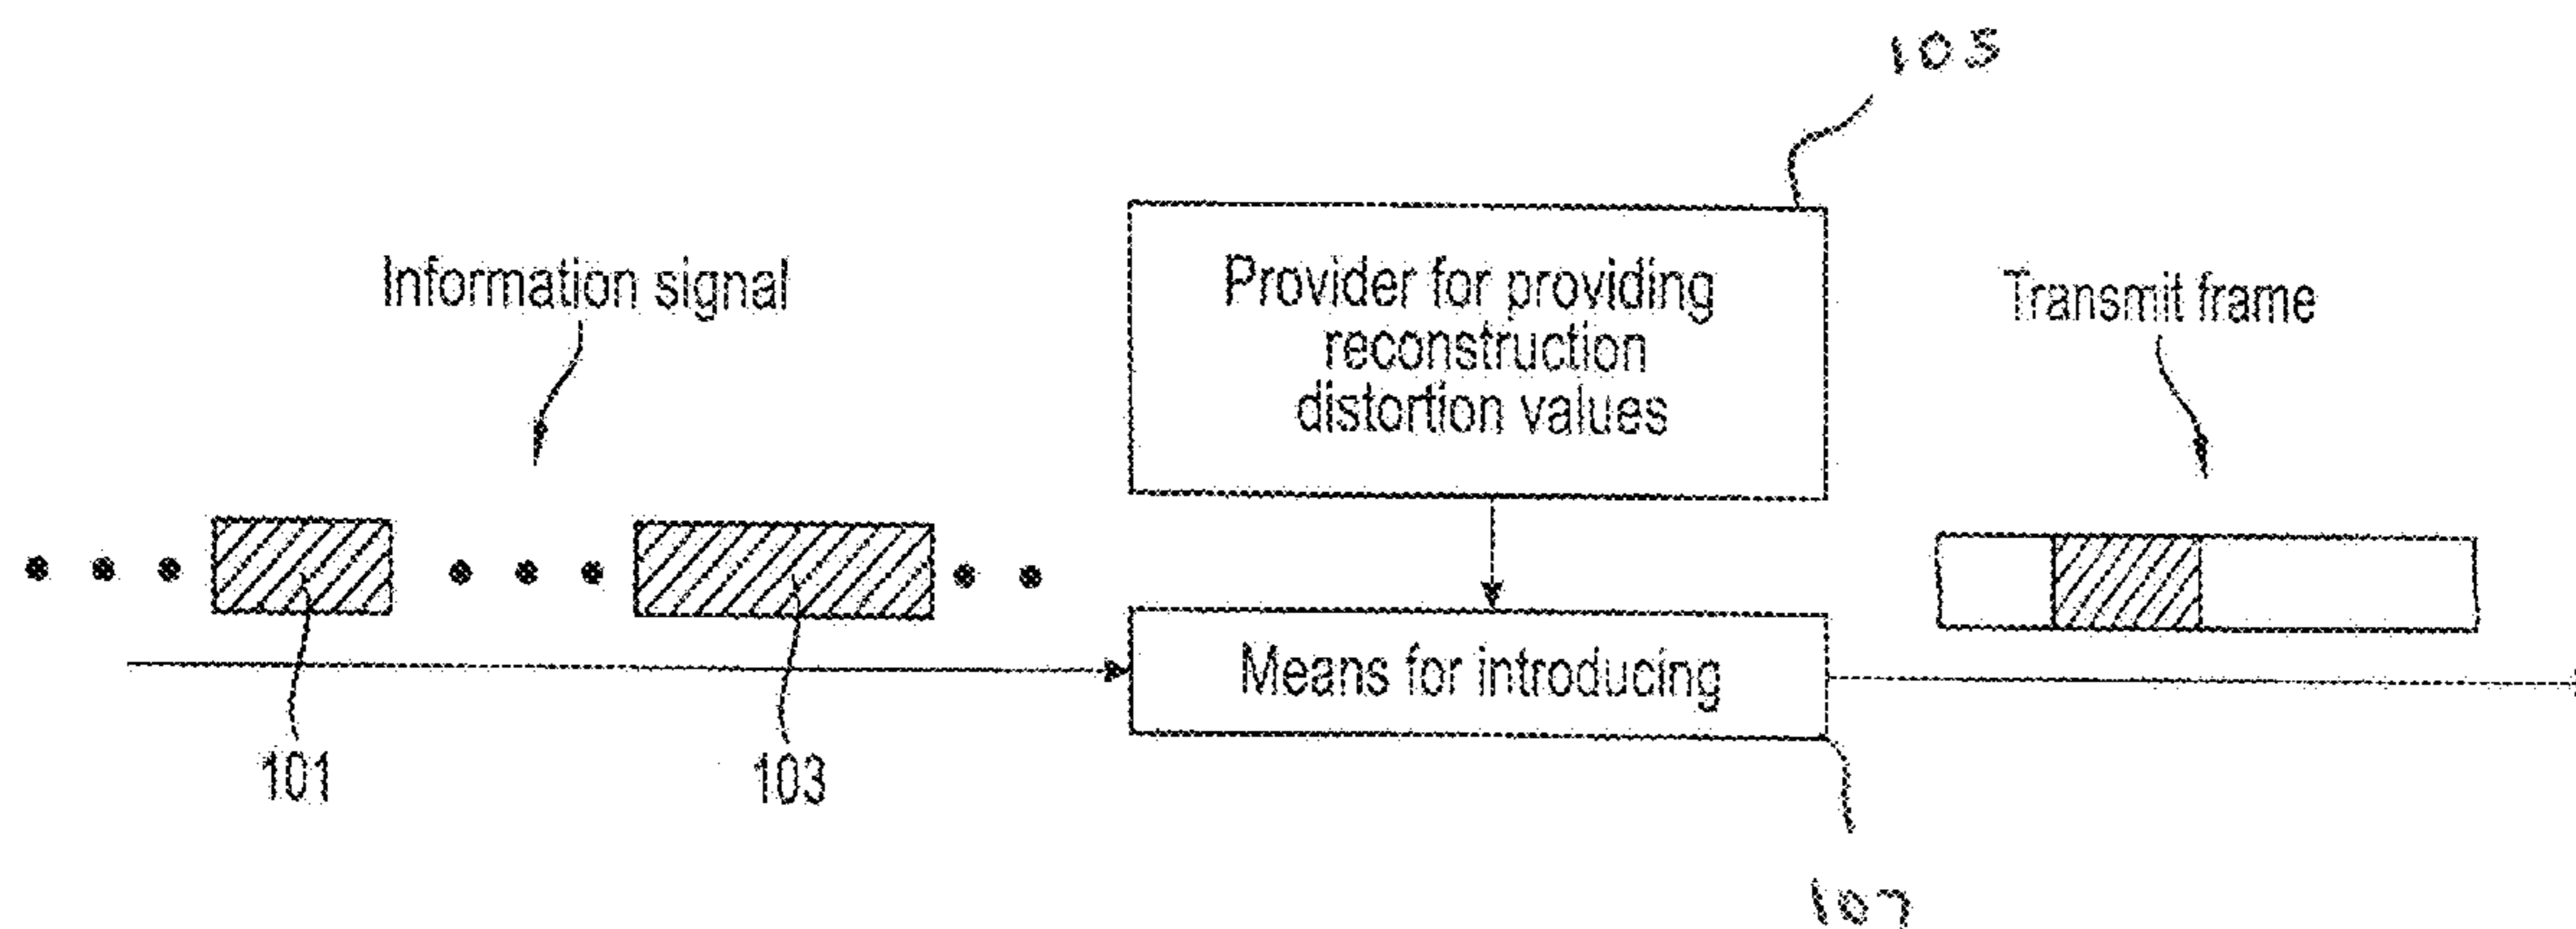 105
Information signal
Provider for providing
reconstruction
distortion values
Transmit frame
Means for introducing
101
103
107